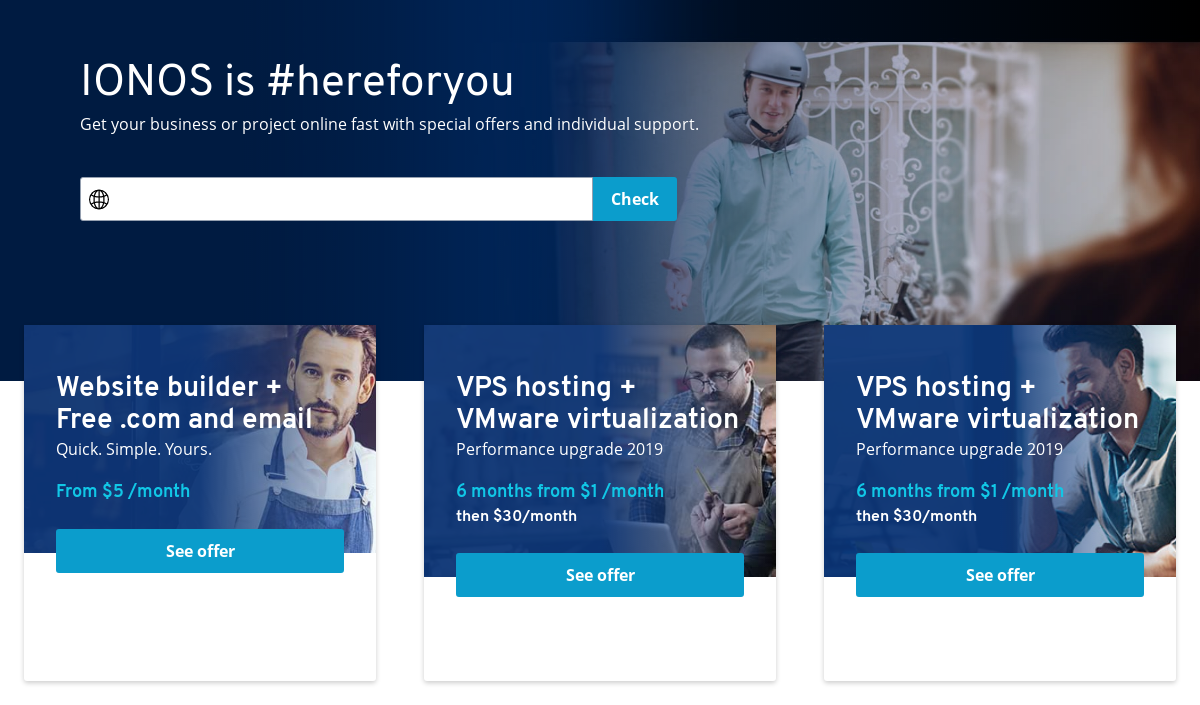 IONOS is #hereforyou
Get your business or project online fast with special offers and individual support.
Check
Website builder +
Free .com and email
Quick. Simple. Yours.
From $5 /month
See offer
VPS hosting +
VMware virtualization
Performance upgrade 2019
6 months from $1 /month
then $30/month
See offer
VPS hosting +
VMware virtualization
Performance upgrade 2019
6 months from $1 /month
then $30/month
See offer